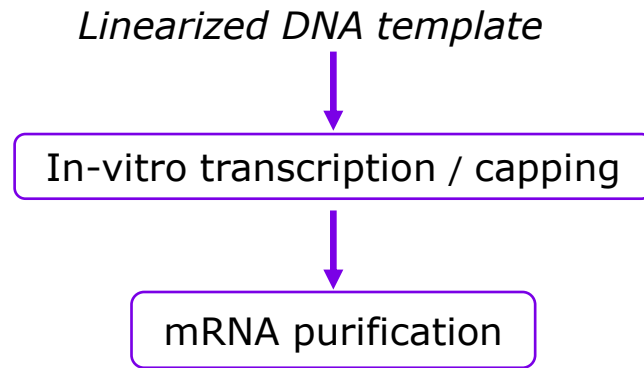 Linearized DNA template
In-vitro transcription / capping
mRNA purification